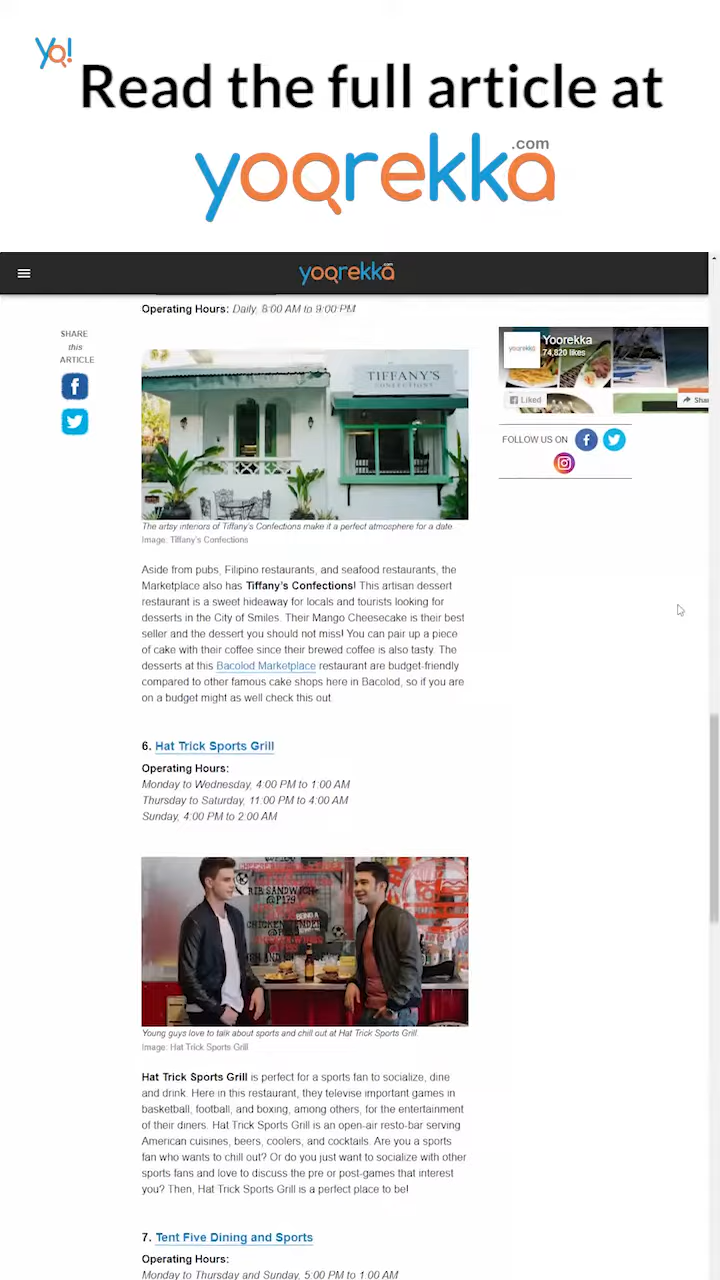 Yo!
Read the full article at
yoorekka
.com
yoorekka
.com
Operating Hours: Daily, 8:00 AM to 9:00 PM
SHARE
this
ARTICLE
TIFFANY'S
CONFECTIONS
The artsy interiors of Tiffany's Confections make it a perfect atmosphere for a date
Image: Tiffany's Confections
yoorekka
Yoorekka
74,820 likes
Liked
Shar
FOLLOW US ON
Aside from pubs, Filipino restaurants, and seafood restaurants, the
Marketplace also has Tiffany's Confections! This artisan dessert
restaurant is a sweet hideaway for locals and tourists looking for
desserts in the City of Smiles. Their Mango Cheesecake is their best
seller and the dessert you should not miss! You can pair up a piece
of cake with their coffee since their brewed coffee is also tasty. The
desserts at this Bacolod Marketplace restaurant are budget-friendly
compared to other famous cake shops here in Bacolod, so if you are
on a budget might as well check this out.
6. Hat Trick Sports Grill
Operating Hours:
Monday to Wednesday, 4:00 PM to 1:00 AM
Thursday to Saturday, 11:00 PM to 4:00 AM
Sunday, 4:00 PM to 2:00 AM
RIB SANDWICH
@P179
BEING A
CHICKEN TENDER
Young guys love to talk about sports and chill out at Hat Trick Sports Grill.
Image: Hat Trick Sports Grill
Hat Trick Sports Grill is perfect for a sports fan to socialize, dine
and drink. Here in this restaurant, they televise important games in
basketball, football, and boxing, among others, for the entertainment
of their diners. Hat Trick Sports Grill is an open-air resto-bar serving
American cuisines, beers, coolers, and cocktails. Are you a sports
fan who wants to chill out? Or do you just want to socialize with other
sports fans and love to discuss the pre or post-games that interest
you? Then, Hat Trick Sports Grill is a perfect place to be!
7. Tent Five Dining and Sports
Operating Hours:
Monday to Thursday and Sunday, 5:00 PM to 1:00 AM